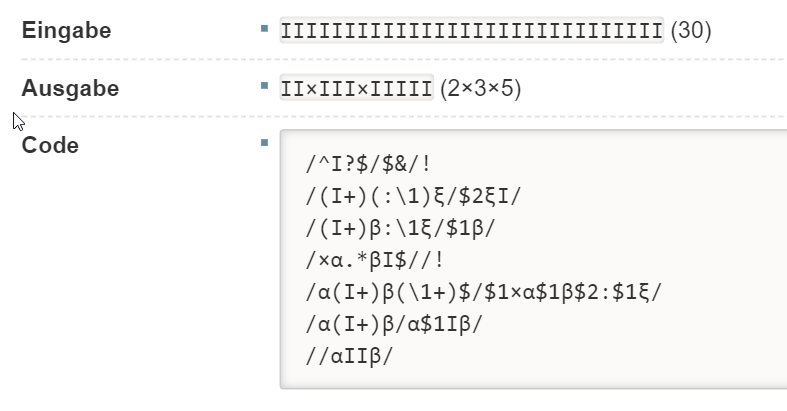 Eingabe IIIIIIIIIIIIIIIIIIIIIIIIIIIIII (30)
Ausgabe II×III×IIIII (2×3×5)
Code
/^I?$/$&/!
/(I+)(:\1)ξ/$2ξI/
/(I+)β:\1ξ/$1β/
/×α.*βI$//!
/α(I+)β(\1+)$/$1×α$1β$2:$1ξ/
/α(I+)β/α$1Iβ/
//αIIβ/